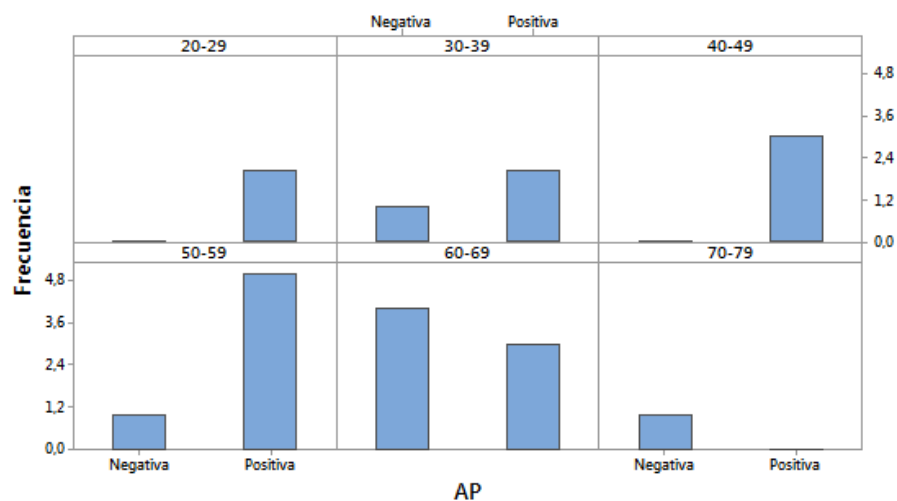 Negativa Positiva
20-29 30-39 40-49
4,8
3,6
2,4
1,2
0,0
Frecuencia
50-59 60-69 70-79
4,8
3,6
2,4
1,2
0,0
Negativa Positiva Negativa Positiva
AP